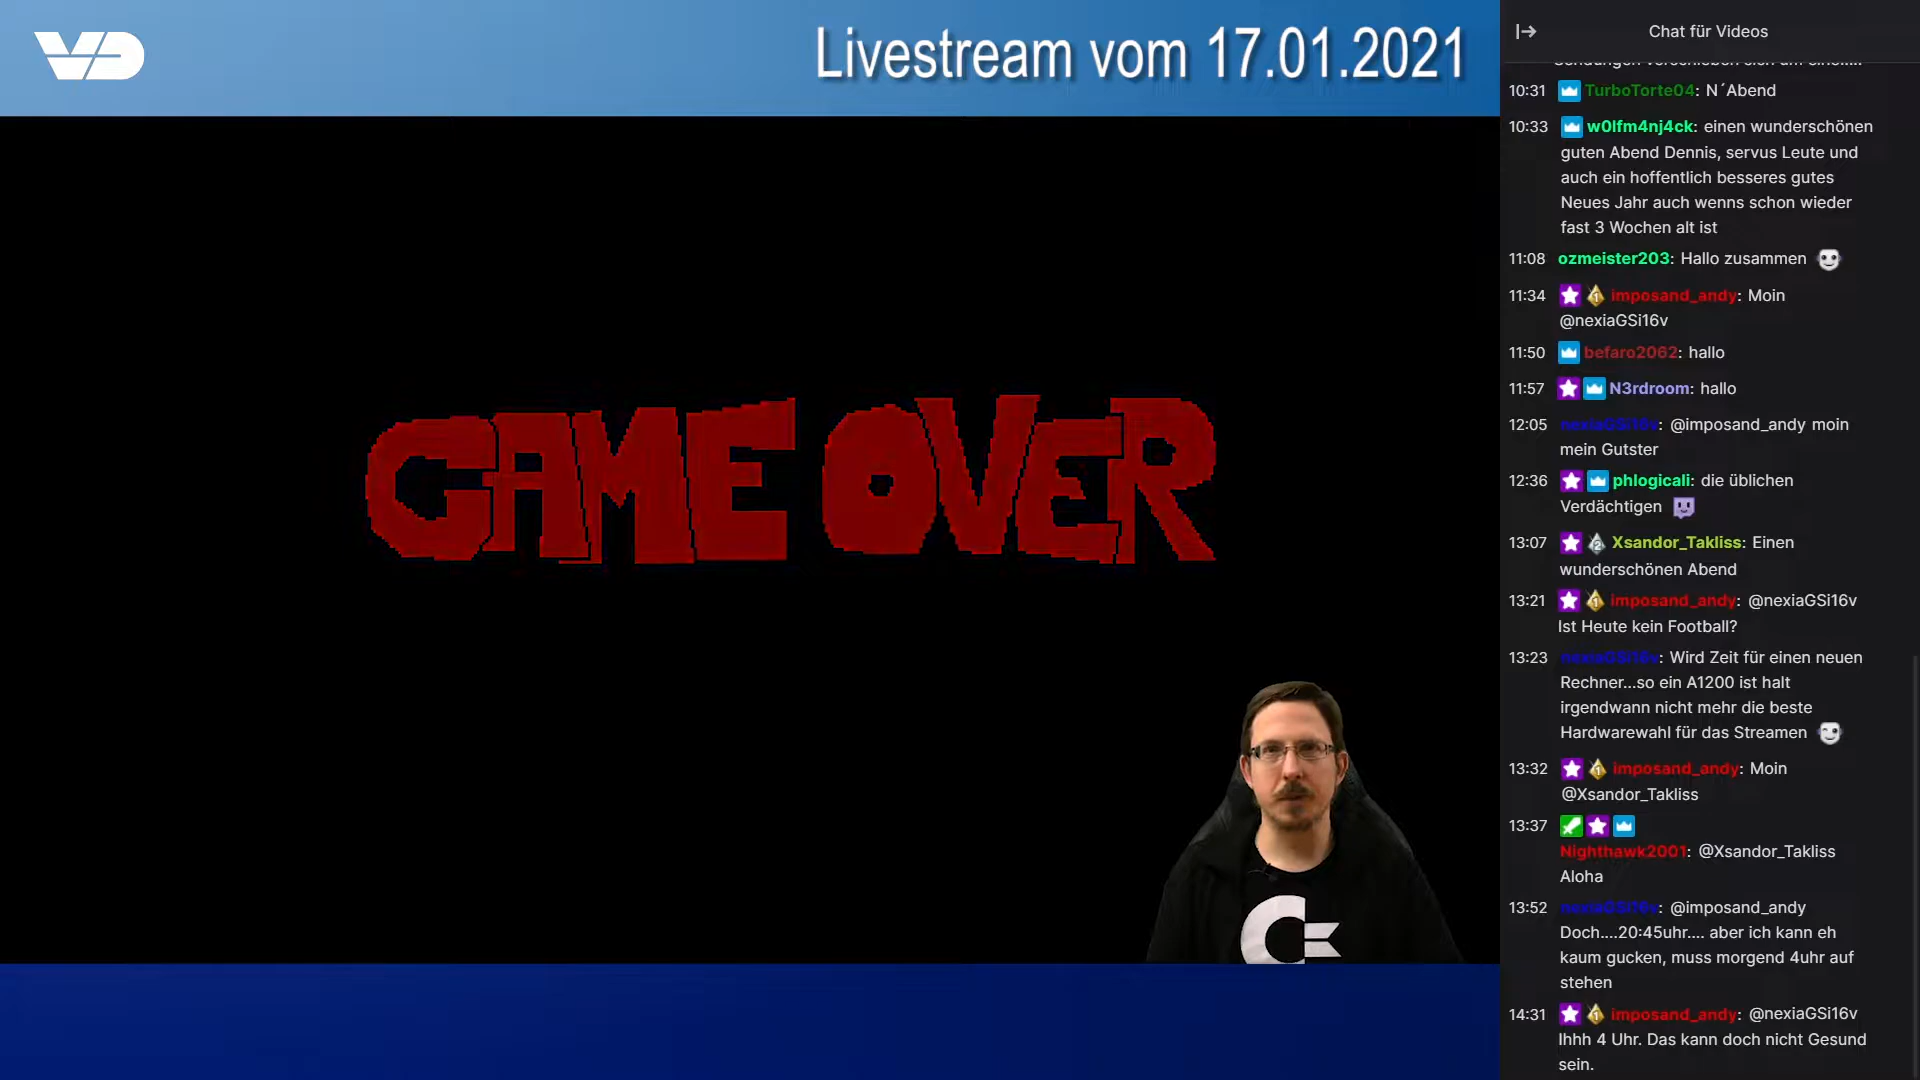 VD
Livestream vom 17.01.2021
GAME OVER
Chat für Videos
10:31 TurboTorte04: N´Abend
10:33 w0lfm4nj4ck: einen wunderschönen
guten Abend Dennis, servus Leute und
auch ein hoffentlich besseres gutes
Neues Jahr auch wenns schon wieder
fast 3 Wochen alt ist
11:08 ozmeister203: Hallo zusammen
11:34 imposand_andy: Moin
@nexiaGSi16v
11:50 befaro2062: hallo
11:57 N3rdroom: hallo
12:05 nexiaGSi16v: @imposand_andy moin
mein Gutster
12:36 phlogicali: die üblichen
Verdächtigen
13:07 Xsandor_Takliss: Einen
wunderschönen Abend
13:21 imposand_andy: @nexiaGSi16v
Ist Heute kein Football?
13:23 nexiaGSi16v: Wird Zeit für einen neuen
Rechner...so ein A1200 ist halt
irgendwann nicht mehr die beste
Hardwarewahl für das Streamen
13:32 imposand_andy: Moin
@Xsandor_Takliss
13:37
Nighthawk2001: @Xsandor_Takliss
Aloha
13:52 nexiaGSi16v: @imposand_andy
Doch....20:45uhr.... aber ich kann eh
kaum gucken, muss morgend 4uhr auf
stehen
14:31 imposand_andy: @nexiaGSi16v
Ihhh 4 Uhr. Das kann doch nicht Gesund
sein.